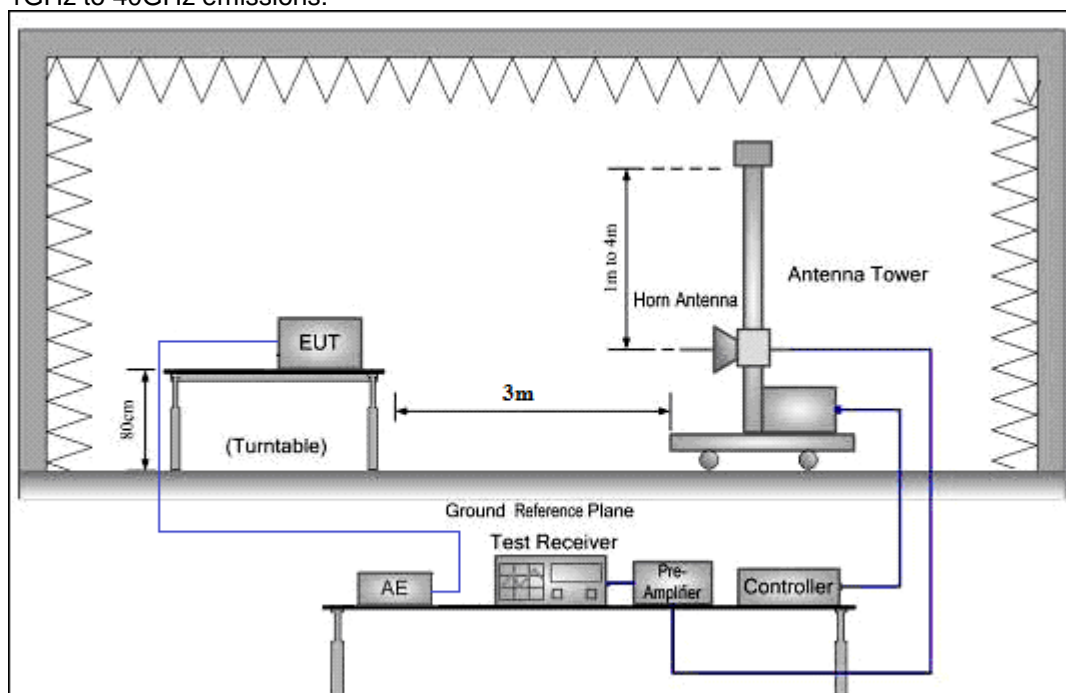 1GHz to 40GHz emissions.
1m to 4m
Horn Antenna
Antenna Tower
EUT
80cm
(Turntable)
3m
Ground Reference Plane
Test Receiver
AE
Pre-
Amplifier
Controller